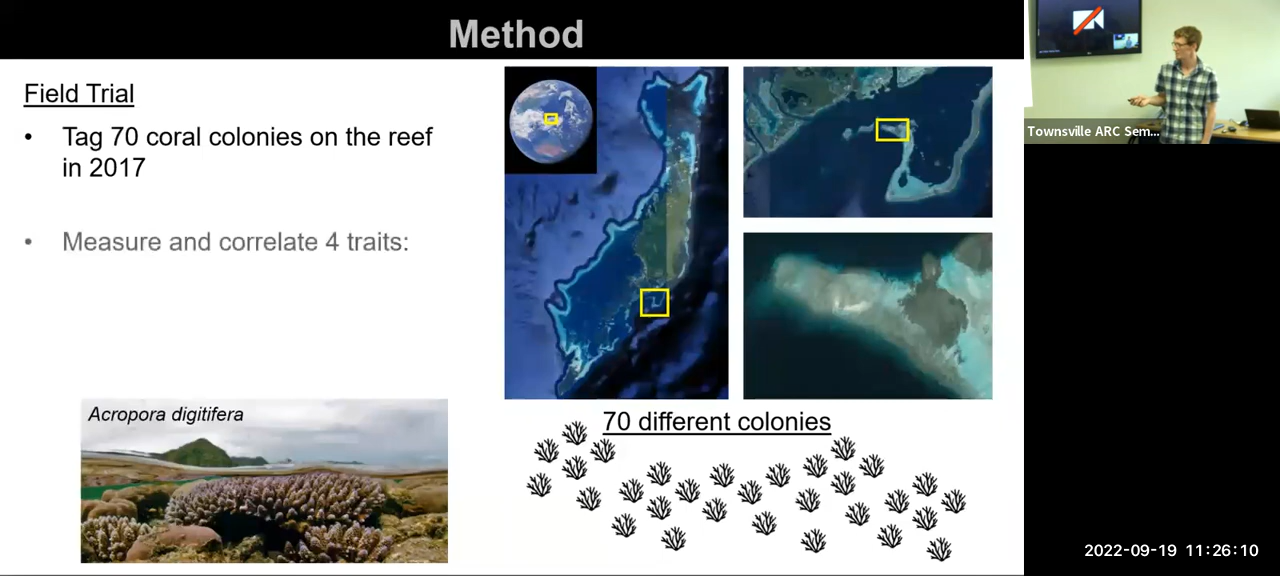 Method
Field Trial
• Tag 70 coral colonies on the reef
in 2017
• Measure and correlate 4 traits:
Acropora digitifera
70 different colonies
Townsville ARC Sem...
2022-09-19 11:26:10